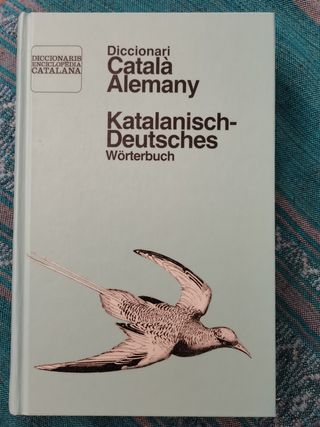 DICCIONARIS
ENCICLOPÈDIA
CATALANA
Diccionari
Català
Alemany
Katalanisch-
Deutsches
Wörterbuch